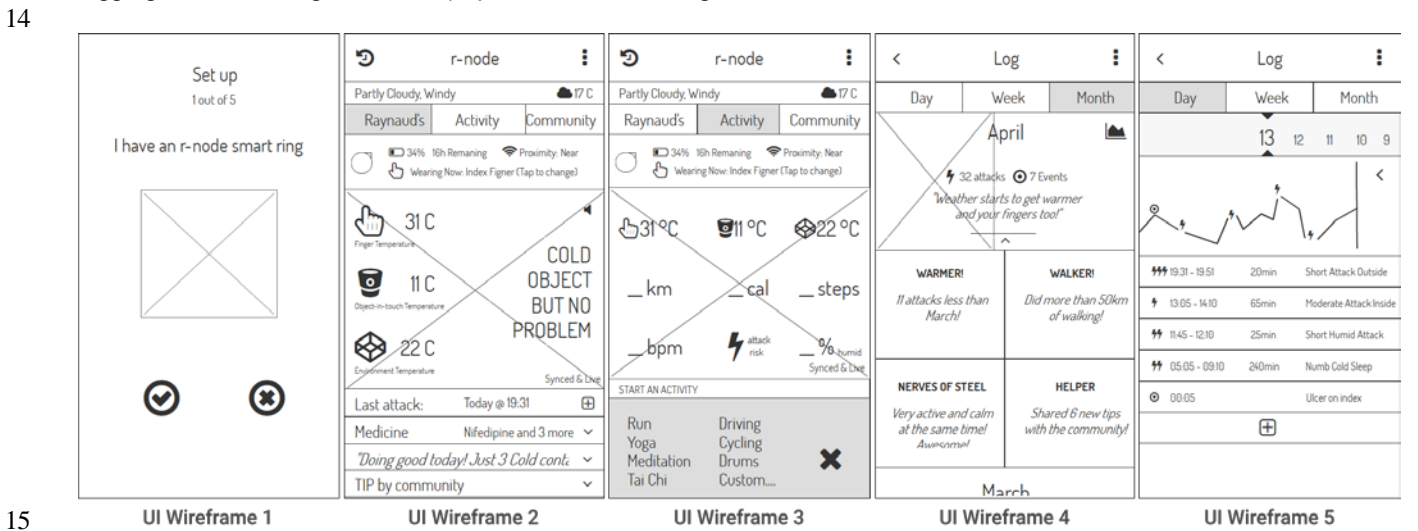 14
Set up
1 out of 5
I have an r-node smart ring
UI Wireframe 1
r-node
Partly Cloudy, Windy 17 C
Raynaud's Activity Community
34% 16h Remaning Proximity: Near
Wearing Now: Index Figner (Tap to change)
31 C
Finger Temperature
11 C
Object-in-touch Temperature
22 C
Environment Temperature
COLD
OBJECT
BUT NO
PROBLEM
Synced & Live
Last attack: Today @ 19:31
Medicine Nifedipine and 3 more
"Doing good today! Just 3 Cold conta
TIP by community
UI Wireframe 2
r-node
Partly Cloudy, Windy 17 C
Raynaud's Activity Community
34% 16h Remaning Proximity: Near
Wearing Now: Index Figner (Tap to change)
31 °C 11 °C 22 °C
_ km _ cal _ steps
_ bpm attack risk _ % humid
Synced & Live
START AN ACTIVITY
Run Driving
Yoga Cycling
Meditation Drums
Tai Chi Custom....
UI Wireframe 3
Log
Day Week Month
April
32 attacks 7 Events
"Weather starts to get warmer
and your fingers too!"
WARMER!
11 attacks less than
March!
WALKER!
Did more than 50km
of walking!
NERVES OF STEEL
Very active and calm
at the same time!
Awesome!
HELPER
Shared 6 new tips
with the community!
March
UI Wireframe 4
Log
Day Week Month
13 12 11 10 9
19:31 - 19:51 20min Short Attack Outside
13:05 - 14:10 65min Moderate Attack Inside
11:45 - 12:10 25min Short Humid Attack
05:05 - 09:10 240min Numb Cold Sleep
00:05 Ulcer on index
UI Wireframe 5
15